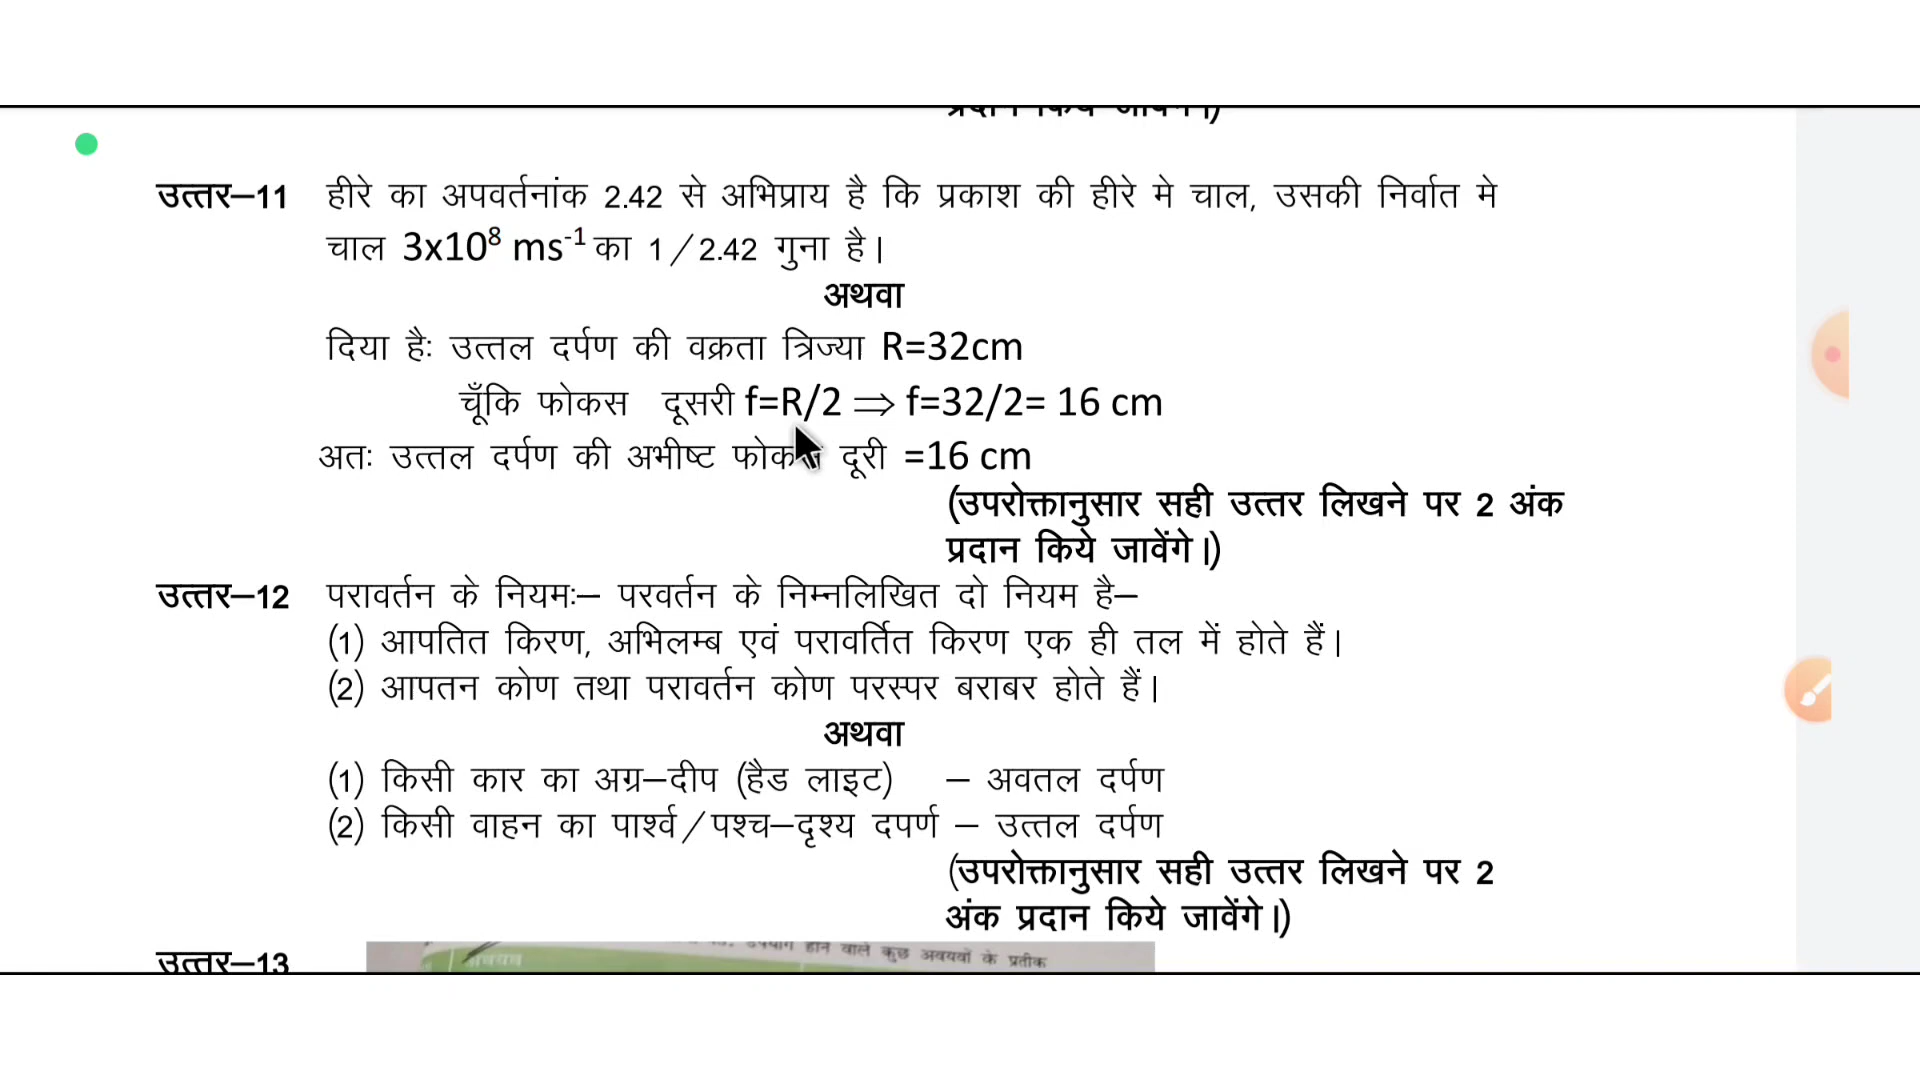 प्रदान किये जावेंगे।)
उत्तर–11 हीरे का अपवर्तनांक 2.42 से अभिप्राय है कि प्रकाश की हीरे मे चाल, उसकी निर्वात मे
चाल 3x10⁸ ms⁻¹ का 1/2.42 गुना है।
अथवा
दिया हैः उत्तल दर्पण की वक्रता त्रिज्या R=32cm
चूँकि फोकस दूसरी f=R/2 ⇒ f=32/2= 16 cm
अतः उत्तल दर्पण की अभीष्ट फोकस दूरी =16 cm
(उपरोक्तानुसार सही उत्तर लिखने पर 2 अंक
प्रदान किये जावेंगे।)
उत्तर–12 परावर्तन के नियमः– परवर्तन के निम्नलिखित दो नियम है–
(1) आपतित किरण, अभिलम्ब एवं परावर्तित किरण एक ही तल में होते हैं।
(2) आपतन कोण तथा परावर्तन कोण परस्पर बराबर होते हैं।
अथवा
(1) किसी कार का अग्र–दीप (हैड लाइट) – अवतल दर्पण
(2) किसी वाहन का पार्श्व/पश्च–दृश्य दपर्ण – उत्तल दर्पण
(उपरोक्तानुसार सही उत्तर लिखने पर 2
अंक प्रदान किये जावेंगे।)
उत्तर–13
उपयोग होने वाले कुछ अवयवों के प्रतीक
अवयव